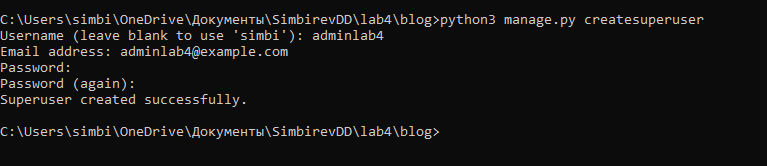 C:\Users\simbi\OneDrive\Документы\SimbirevDD\lab4\blog>python3 manage.py createsuperuser
Username (leave blank to use 'simbi'): adminlab4
Email address: adminlab4@example.com
Password:
Password (again):
Superuser created successfully.
C:\Users\simbi\OneDrive\Документы\SimbirevDD\lab4\blog>